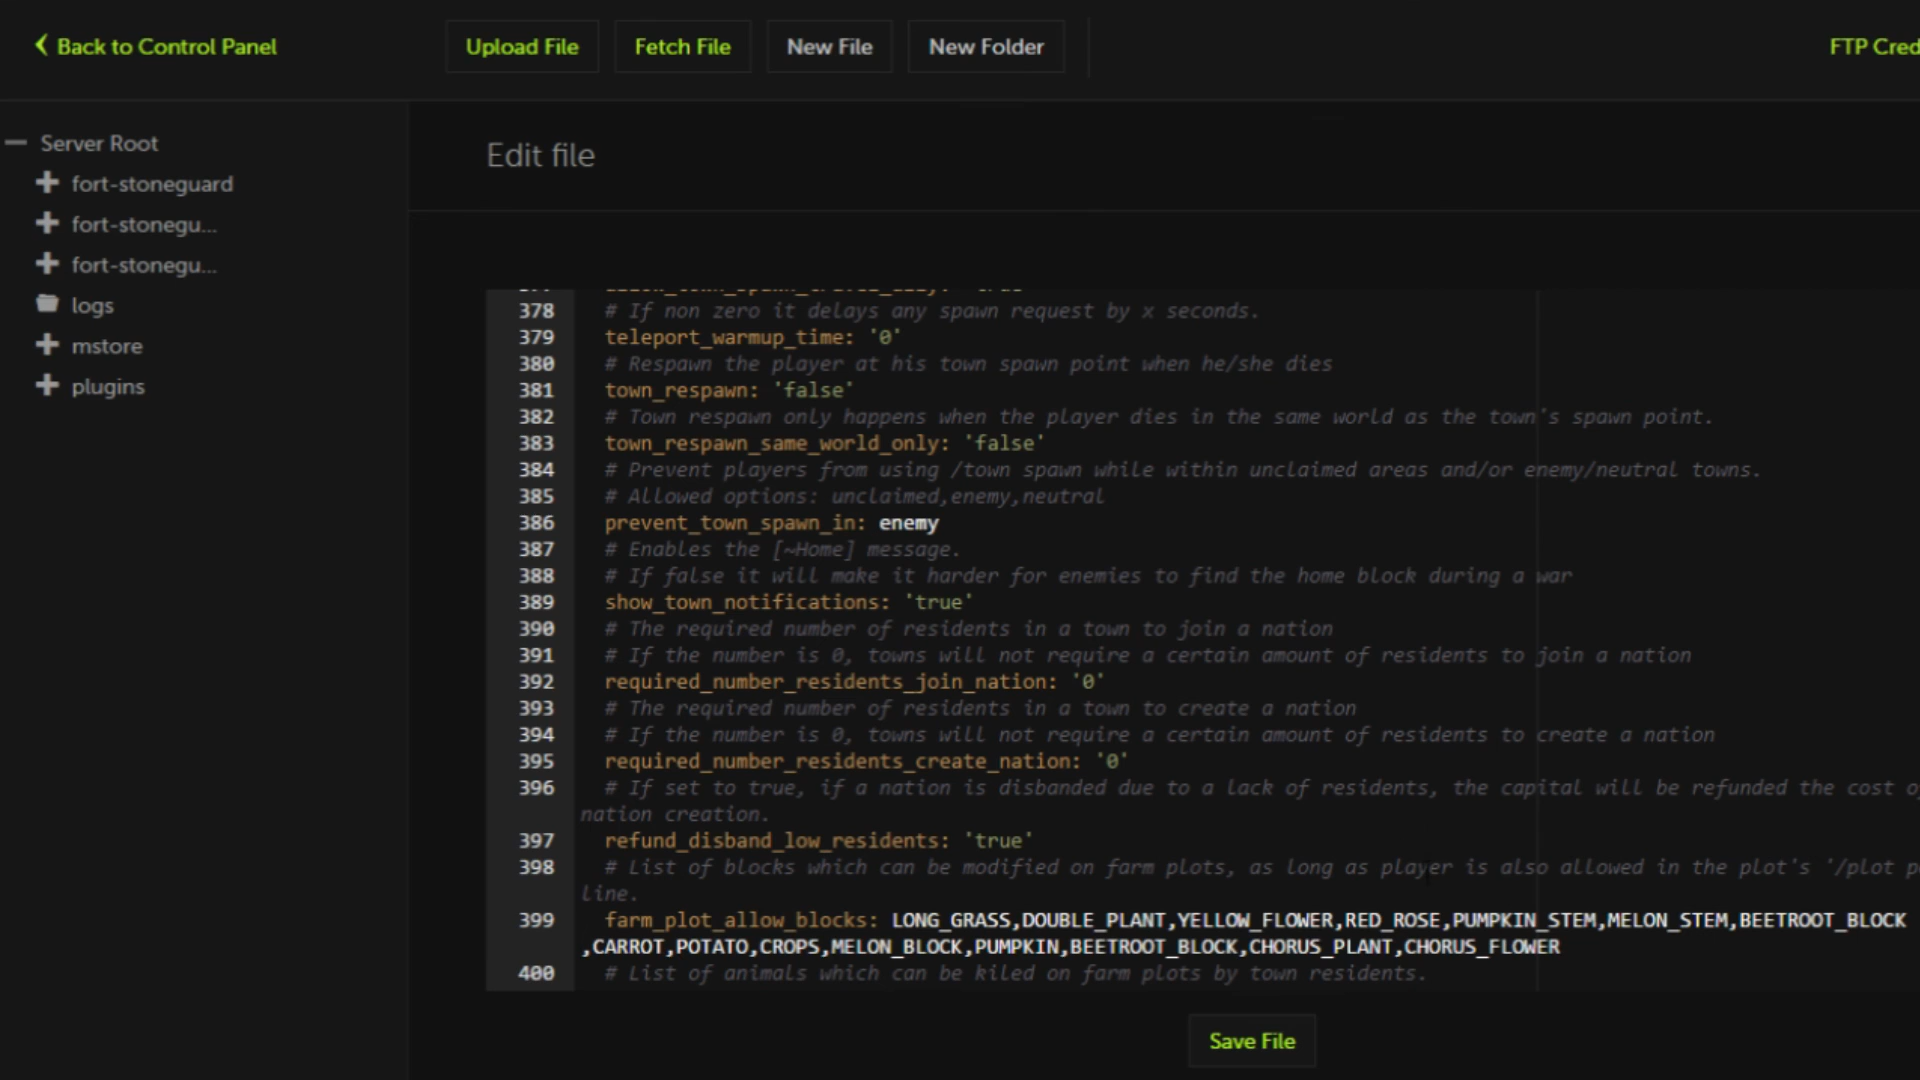 Back to Control Panel
Upload File
Fetch File
New File
New Folder
FTP Cred
Server Root
fort-stoneguard
fort-stonegu...
fort-stonegu...
logs
mstore
plugins
Edit file
378 # If non zero it delays any spawn request by x seconds.
379 teleport_warmup_time: '0'
380 # Respawn the player at his town spawn point when he/she dies
381 town_respawn: 'false'
382 # Town respawn only happens when the player dies in the same world as the town's spawn point.
383 town_respawn_same_world_only: 'false'
384 # Prevent players from using /town spawn while within unclaimed areas and/or enemy/neutral towns.
385 # Allowed options: unclaimed,enemy,neutral
386 prevent_town_spawn_in: enemy
387 # Enables the [~Home] message.
388 # If false it will make it harder for enemies to find the home block during a war
389 show_town_notifications: 'true'
390 # The required number of residents in a town to join a nation
391 # If the number is 0, towns will not require a certain amount of residents to join a nation
392 required_number_residents_join_nation: '0'
393 # The required number of residents in a town to create a nation
394 # If the number is 0, towns will not require a certain amount of residents to create a nation
395 required_number_residents_create_nation: '0'
396 # If set to true, if a nation is disbanded due to a lack of residents, the capital will be refunded the cost
nation creation.
397 refund_disband_low_residents: 'true'
398 # List of blocks which can be modified on farm plots, as long as player is also allowed in the plot's '/plot
line.
399 farm_plot_allow_blocks: LONG_GRASS,DOUBLE_PLANT,YELLOW_FLOWER,RED_ROSE,PUMPKIN_STEM,MELON_STEM,BEETROOT_BLOCK
,CARROT,POTATO,CROPS,MELON_BLOCK,PUMPKIN,BEETROOT_BLOCK,CHORUS_PLANT,CHORUS_FLOWER
400 # List of animals which can be kiled on farm plots by town residents.
Save File